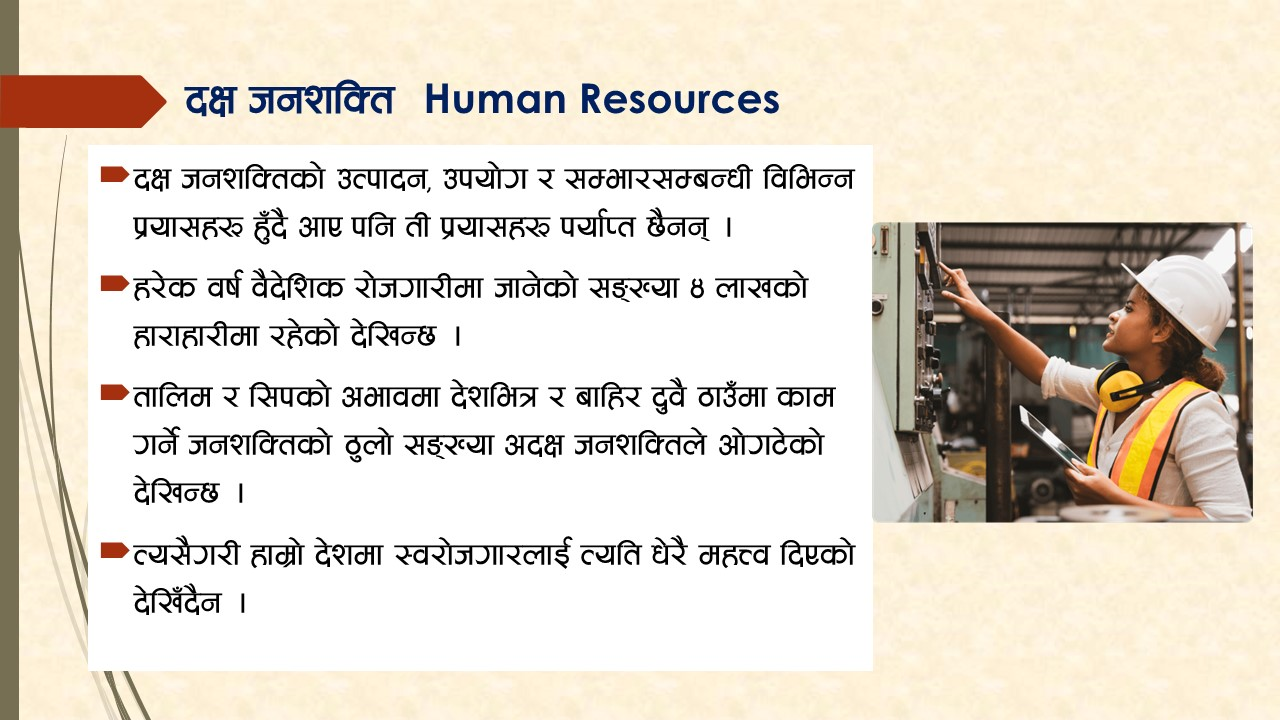 दक्ष जनशक्ति Human Resources
दक्ष जनशक्तिको उत्पादन, उपयोग र सम्भारसम्बन्धी विभिन्न
प्रयासहरू हुँदै आए पनि ती प्रयासहरू पर्याप्त छैनन् ।
हरेक वर्ष वैदेशिक रोजगारीमा जानेको सङ्ख्या ४ लाखको
हाराहारीमा रहेको देखिन्छ ।
तालिम र सिपको अभावमा देशभित्र र बाहिर दुवै ठाउँमा काम
गर्ने जनशक्तिको ठुलो सङ्ख्या अदक्ष जनशक्तिले ओगटेको
देखिन्छ ।
त्यसैगरी हाम्रो देशमा स्वरोजगारलाई त्यति धेरै महत्त्व दिएको
देखिँदैन ।